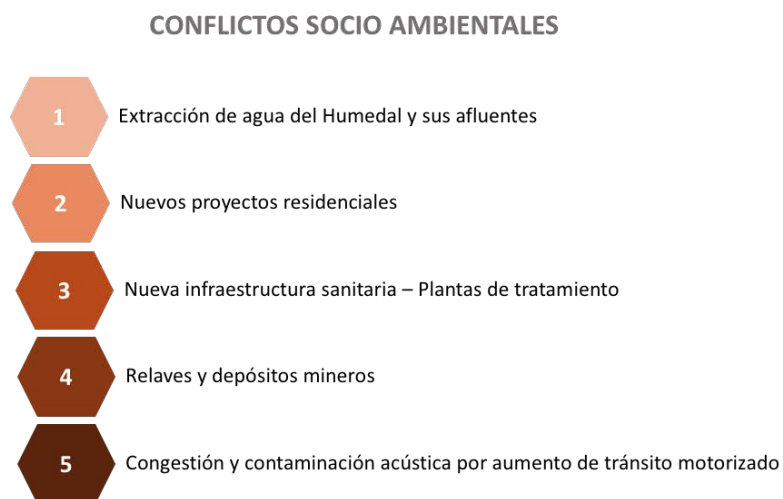 CONFLICTOS SOCIO AMBIENTALES
1 Extracción de agua del Humedal y sus afluentes
2 Nuevos proyectos residenciales
3 Nueva infraestructura sanitaria – Plantas de tratamiento
4 Relaves y depósitos mineros
5 Congestión y contaminación acústica por aumento de tránsito motorizado